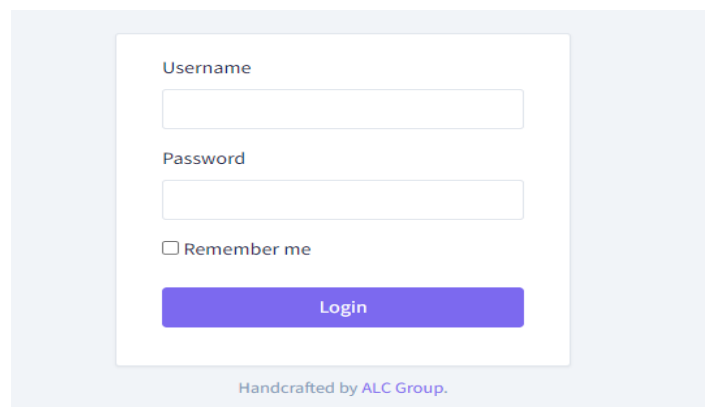 Username
Password
Remember me
Login
Handcrafted by ALC Group.